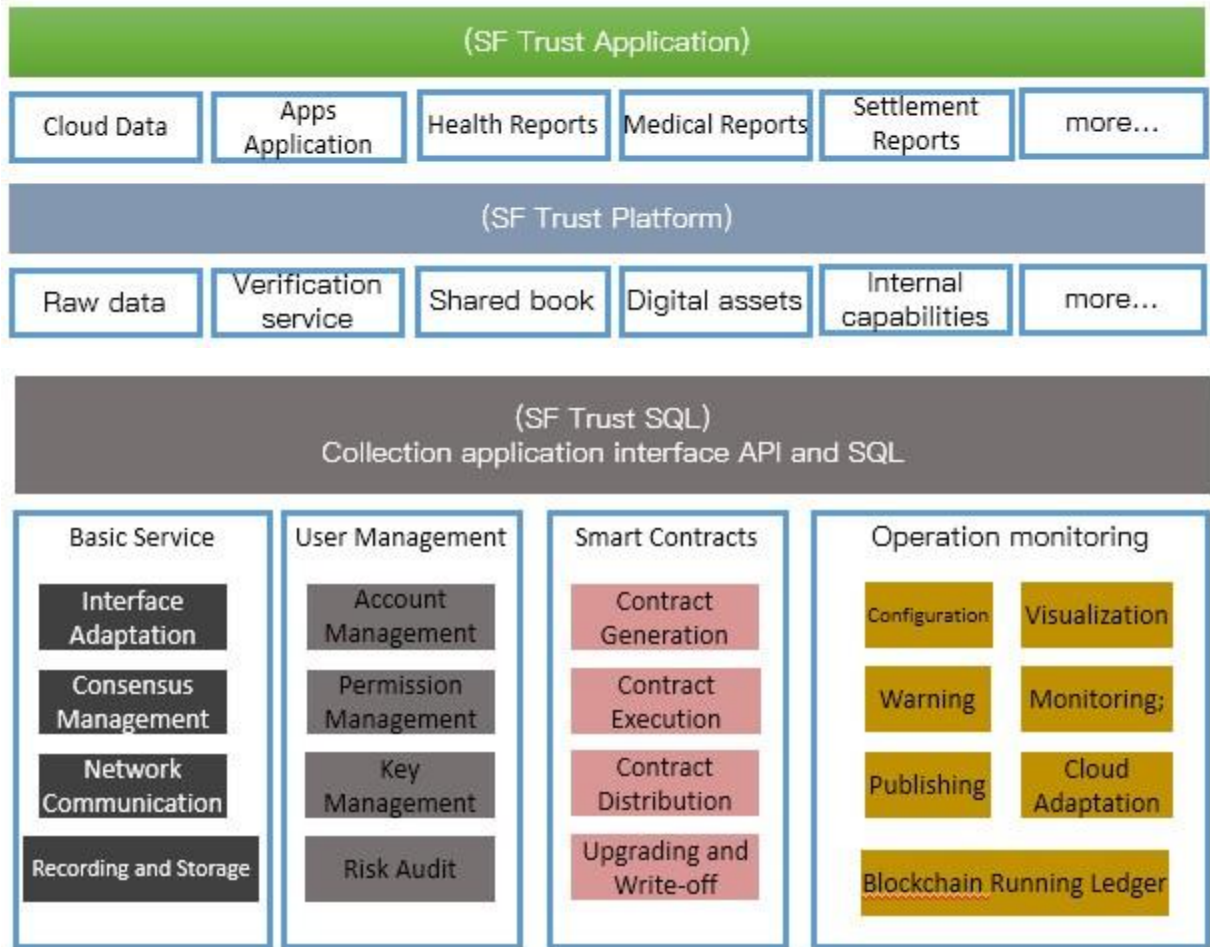 (SF Trust Application)
Cloud Data
Apps
Application
Health Reports
Medical Reports
Settlement
Reports
more...
(SF Trust Platform)
Raw data
Verification
service
Shared book
Digital assets
Internal
capabilities
more...
(SF Trust SQL)
Collection application interface API and SQL
Basic Service
Interface
Adaptation
Consensus
Management
Network
Communication
Recording and Storage
User Management
Account
Management
Permission
Management
Key
Management
Risk Audit
Smart Contracts
Contract
Generation
Contract
Execution
Contract
Distribution
Upgrading and
Write-off
Operation monitoring
Configuration
Visualization
Warning
Monitoring;
Publishing
Cloud
Adaptation
Blockchain Running Ledger